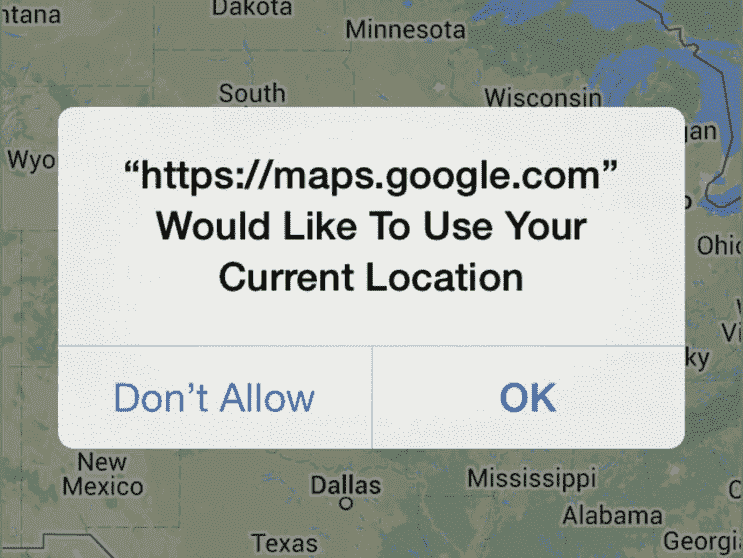 ntana
Dakota
Minnesota
South
Wisconsin
Wyo
gan
“https://maps.google.com”
Would Like To Use Your
Current Location
Ohio
Vi
ky
Don’t Allow
OK
New
Mexico
Dallas
Mississippi
Alabama
Texas
Georgi